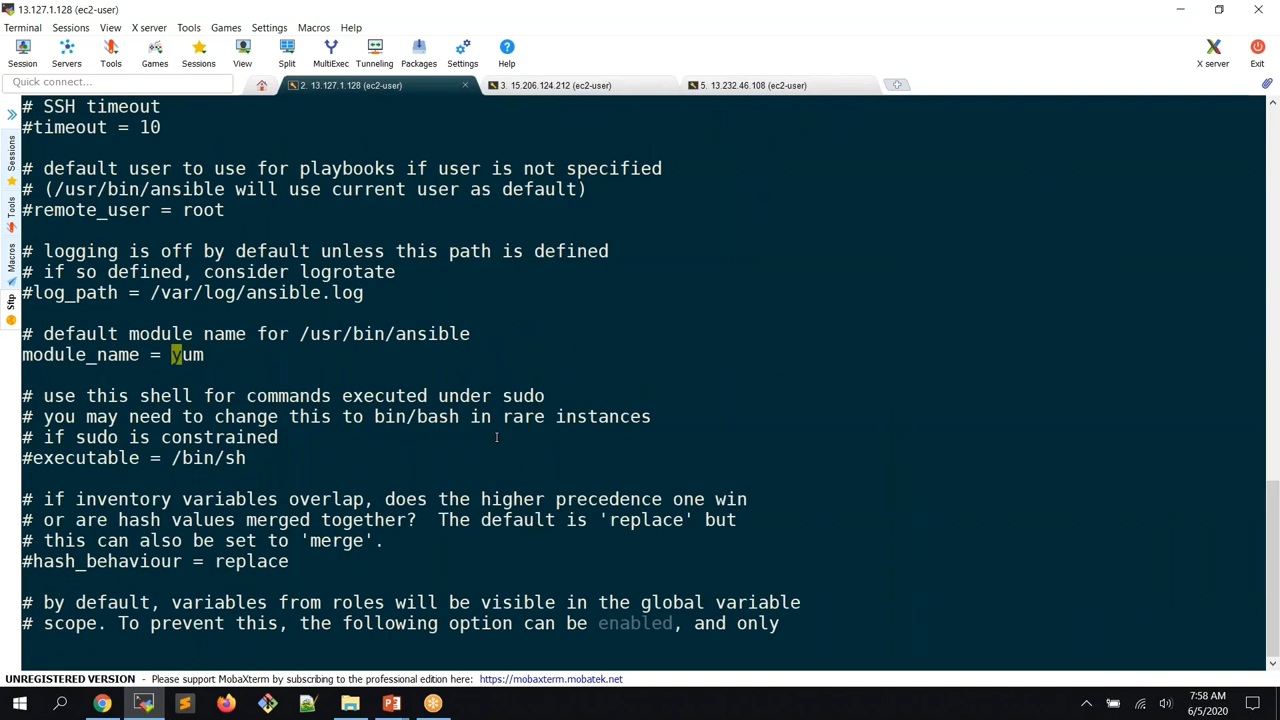 13.127.1.128 (ec2-user)
Terminal Sessions View X server Tools Games Settings Macros Help
Session Servers Tools Games Sessions View Split MultiExec Tunneling Packages Settings Help X server Exit
Quick connect...
2. 13.127.1.128 (ec2-user)
3. 15.206.124.212 (ec2-user)
5. 13.232.46.108 (ec2-user)
Sessions
Tools
Macros
Sftp
# SSH timeout
#timeout = 10
# default user to use for playbooks if user is not specified
# (/usr/bin/ansible will use current user as default)
#remote_user = root
# logging is off by default unless this path is defined
# if so defined, consider logrotate
#log_path = /var/log/ansible.log
# default module name for /usr/bin/ansible
module_name = yum
# use this shell for commands executed under sudo
# you may need to change this to bin/bash in rare instances
# if sudo is constrained
#executable = /bin/sh
# if inventory variables overlap, does the higher precedence one win
# or are hash values merged together?  The default is 'replace' but
# this can also be set to 'merge'.
#hash_behaviour = replace
# by default, variables from roles will be visible in the global variable
# scope. To prevent this, the following option can be enabled, and only
UNREGISTERED VERSION - Please support MobaXterm by subscribing to the professional edition here: https://mobaxterm.mobatek.net
7:58 AM
6/5/2020